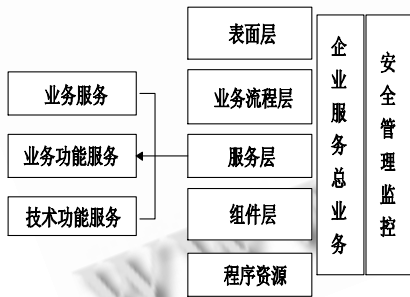 表面层
业务流程层
服务层
组件层
程序资源
业务服务
业务功能服务
技术功能服务
企业服务总业务
安全管理监控